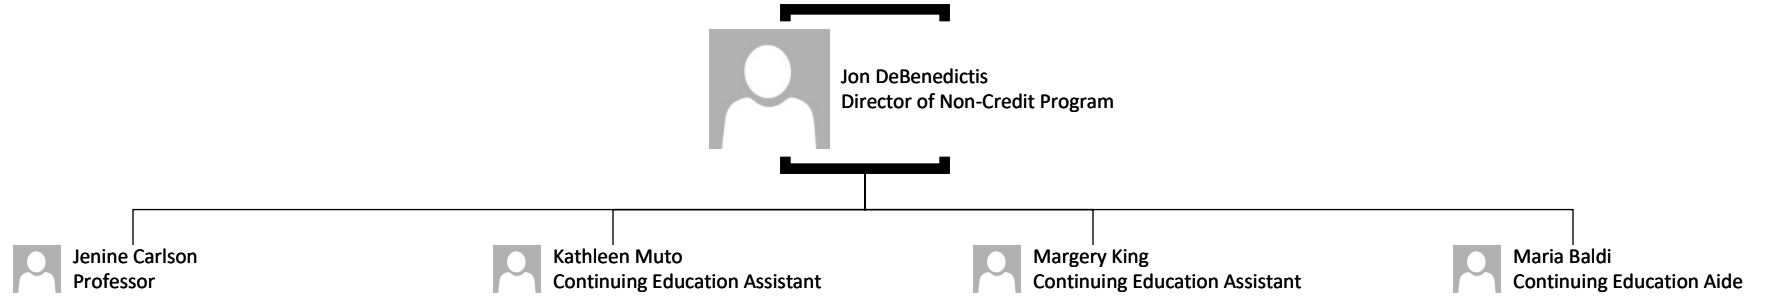 Jon DeBenedictis
Director of Non-Credit Program
Jenine Carlson
Professor
Kathleen Muto
Continuing Education Assistant
Margery King
Continuing Education Assistant
Maria Baldi
Continuing Education Aide